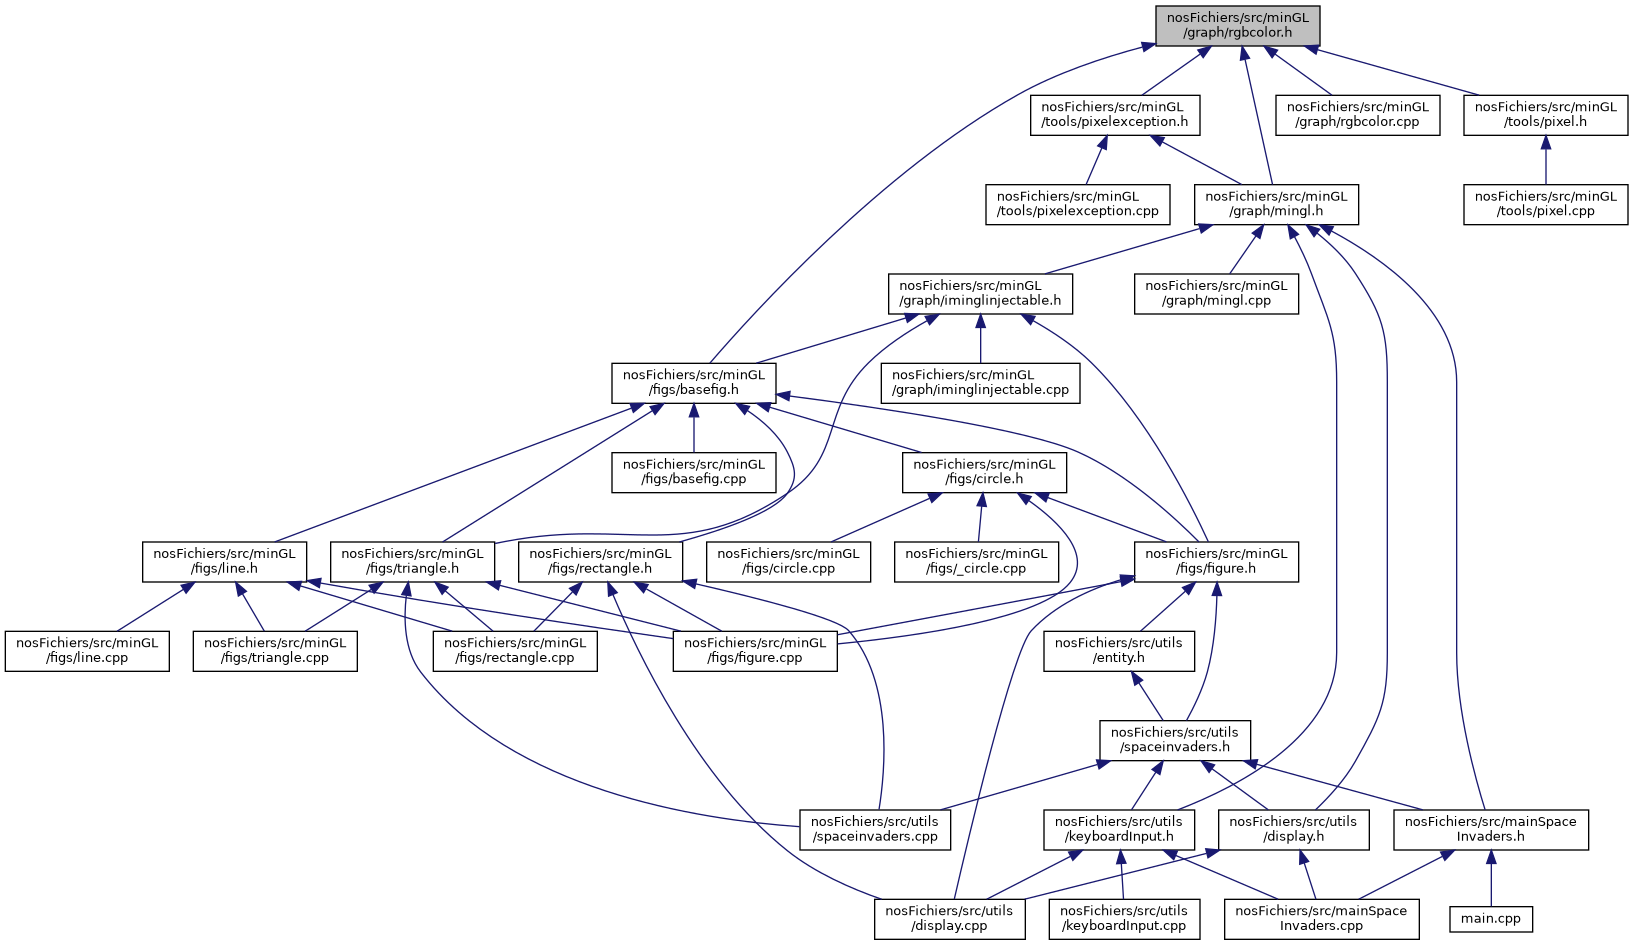 nosFichiers/src/minGL
/graph/rgbcolor.h
nosFichiers/src/minGL
/tools/pixelexception.h
nosFichiers/src/minGL
/graph/rgbcolor.cpp
nosFichiers/src/minGL
/tools/pixel.h
nosFichiers/src/minGL
/tools/pixelexception.cpp
nosFichiers/src/minGL
/graph/mingl.h
nosFichiers/src/minGL
/tools/pixel.cpp
nosFichiers/src/minGL
/graph/iminglinjectable.h
nosFichiers/src/minGL
/graph/mingl.cpp
nosFichiers/src/minGL
/figs/basefig.h
nosFichiers/src/minGL
/graph/iminglinjectable.cpp
nosFichiers/src/minGL
/figs/basefig.cpp
nosFichiers/src/minGL
/figs/circle.h
nosFichiers/src/minGL
/figs/line.h
nosFichiers/src/minGL
/figs/triangle.h
nosFichiers/src/minGL
/figs/rectangle.h
nosFichiers/src/minGL
/figs/circle.cpp
nosFichiers/src/minGL
/figs/_circle.cpp
nosFichiers/src/minGL
/figs/figure.h
nosFichiers/src/minGL
/figs/line.cpp
nosFichiers/src/minGL
/figs/triangle.cpp
nosFichiers/src/minGL
/figs/rectangle.cpp
nosFichiers/src/minGL
/figs/figure.cpp
nosFichiers/src/utils
/entity.h
nosFichiers/src/utils
/spaceinvaders.h
nosFichiers/src/utils
/spaceinvaders.cpp
nosFichiers/src/utils
/keyboardInput.h
nosFichiers/src/utils
/display.h
nosFichiers/src/mainSpace
Invaders.h
nosFichiers/src/utils
/display.cpp
nosFichiers/src/utils
/keyboardInput.cpp
nosFichiers/src/mainSpace
Invaders.cpp
main.cpp